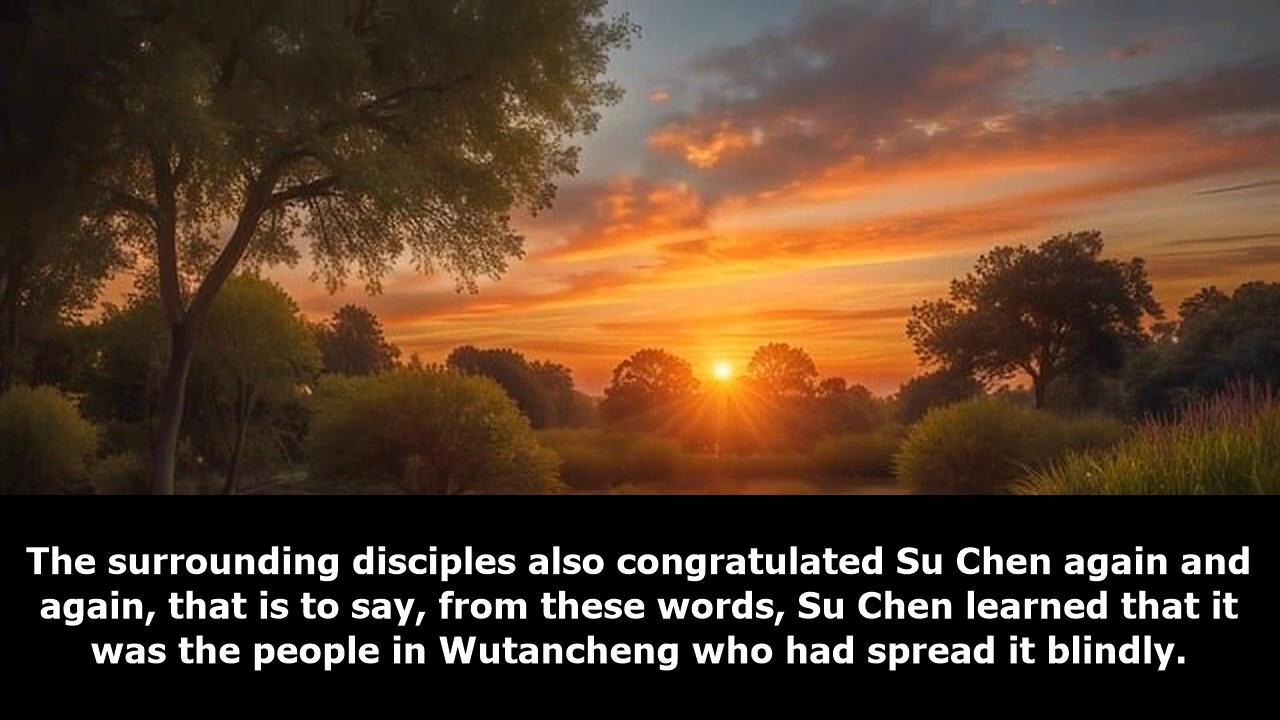 The surrounding disciples also congratulated Su Chen again and
again, that is to say, from these words, Su Chen learned that it
was the people in Wutancheng who had spread it blindly.